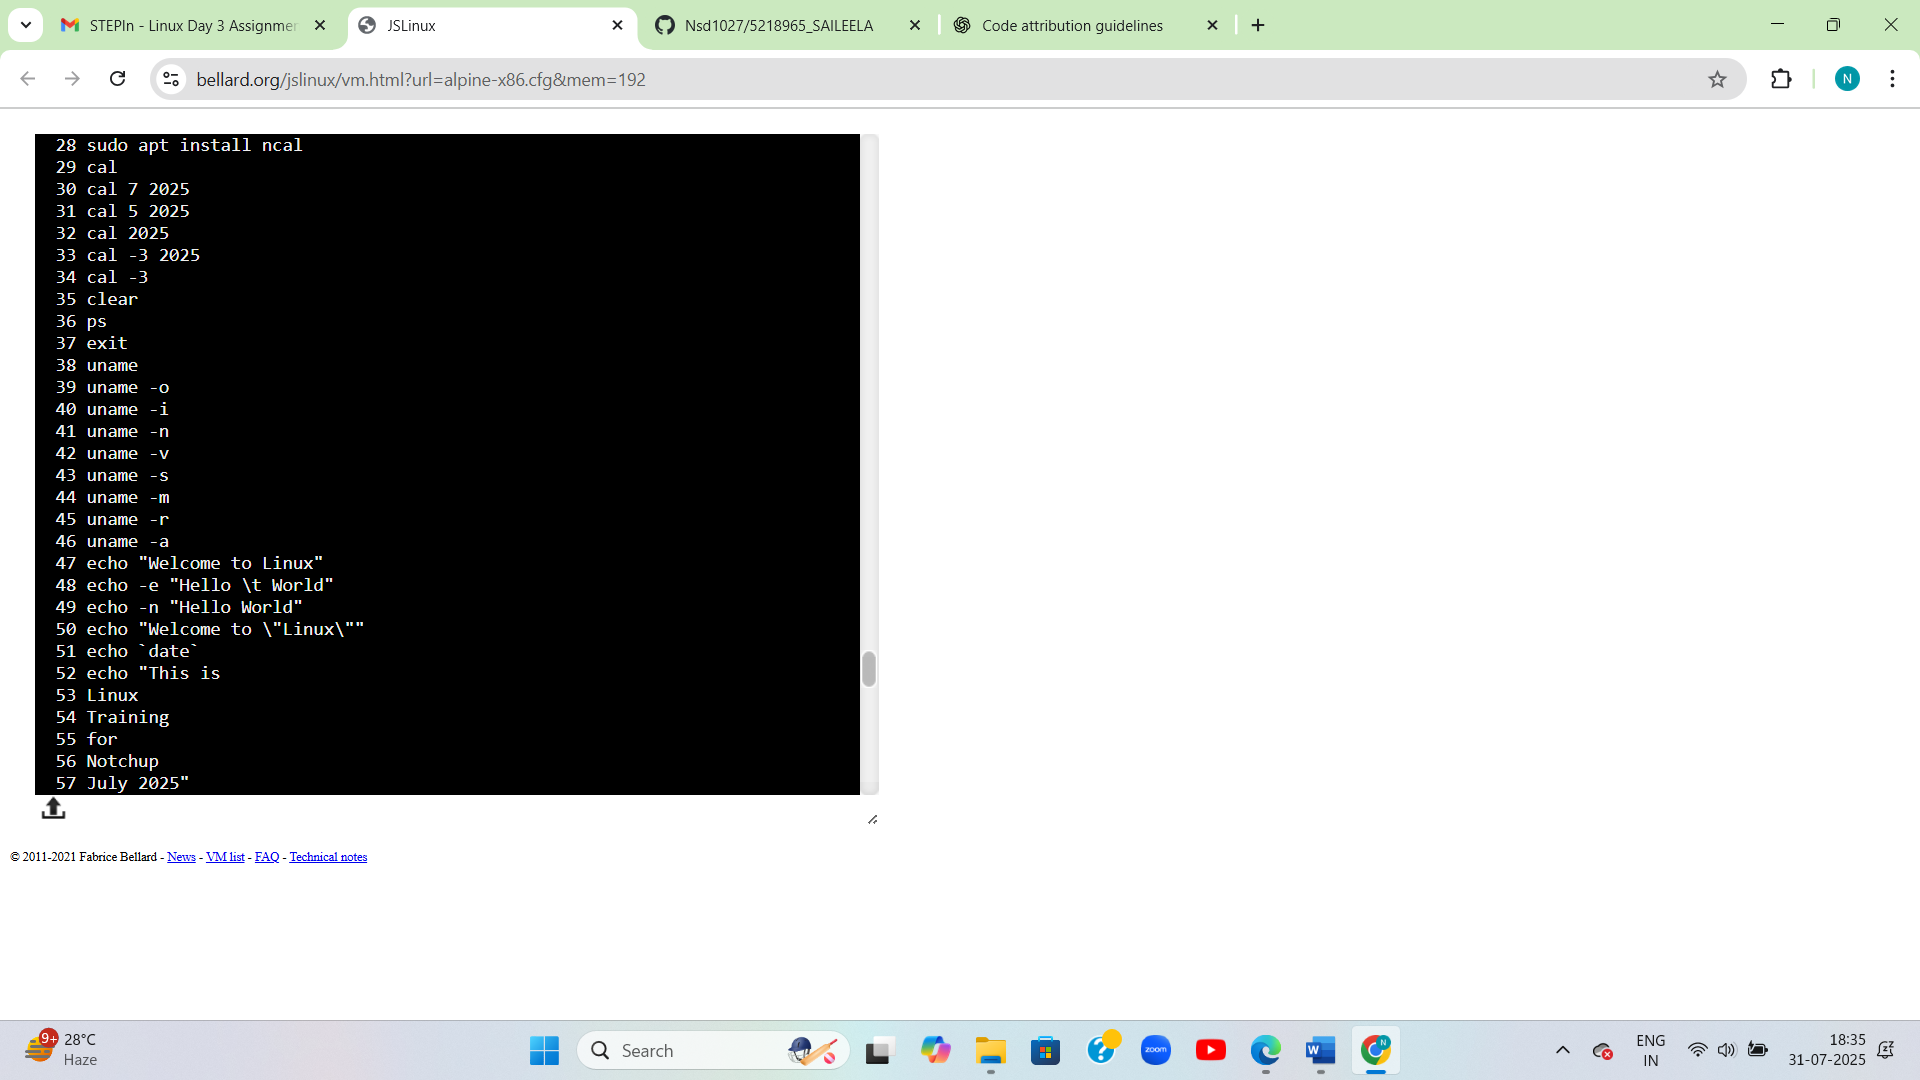 STEPIn - Linux Day 3 Assignmer
JSLinux
Nsd1027/5218965_SAILEELA
Code attribution guidelines
bellard.org/jslinux/vm.html?url=alpine-x86.cfg&mem=192
N
28 sudo apt install ncal
29 cal
30 cal 7 2025
31 cal 5 2025
32 cal 2025
33 cal -3 2025
34 cal -3
35 clear
36 ps
37 exit
38 uname
39 uname -o
40 uname -i
41 uname -n
42 uname -v
43 uname -s
44 uname -m
45 uname -r
46 uname -a
47 echo "Welcome to Linux"
48 echo -e "Hello \t World"
49 echo -n "Hello World"
50 echo "Welcome to \"Linux\""
51 echo `date`
52 echo "This is
53 Linux
54 Training
55 for
56 Notchup
57 July 2025"
© 2011-2021 Fabrice Bellard - News - VM list - FAQ - Technical notes
9+
28°C
Haze
Search
zoom
W
N
ENG
IN
18:35
31-07-2025